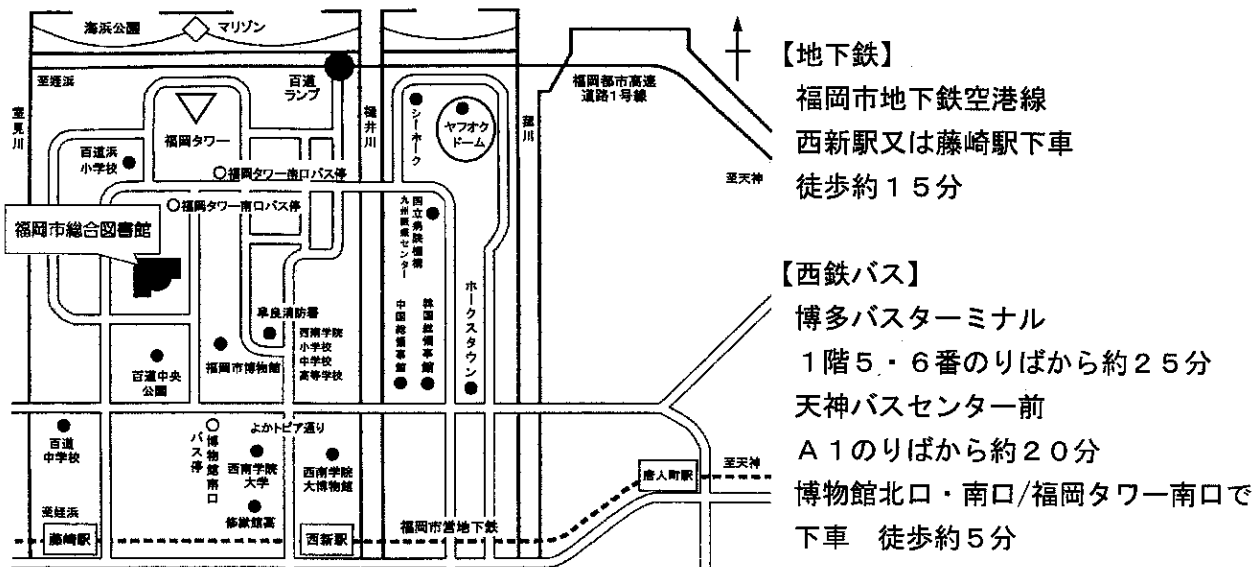 海浜公園
マリゾン
至姪浜
百道
ランプ
福岡都市高速
道路1号線
至室見川
樋井川
シーホーク
ヤフオク
ドーム
福岡タワー
百道浜
小学校
福岡タワー南口バス停
至天神
福岡タワー南口バス停
国立病院機構
九州医療センター
福岡市総合図書館
ホークスタウン
早良消防署
中国総領事館
韓国総領事館
西南学院
小学校
中学校
高等学校
福岡市博物館
百道中央
公園
よかトピア通り
百道
中学校
博物館南口
バス停
西南学院
大学
西南学院
大博物館
修猷館高
至天神
唐人町駅
至姪浜
藤崎駅
西新駅
福岡市営地下鉄
【地下鉄】
福岡市地下鉄空港線
西新駅又は藤崎駅下車
徒歩約15分
【西鉄バス】
博多バスターミナル
1階5・6番のりばから約25分
天神バスセンター前
A1のりばから約20分
博物館北口・南口/福岡タワー南口で
下車 徒歩約5分